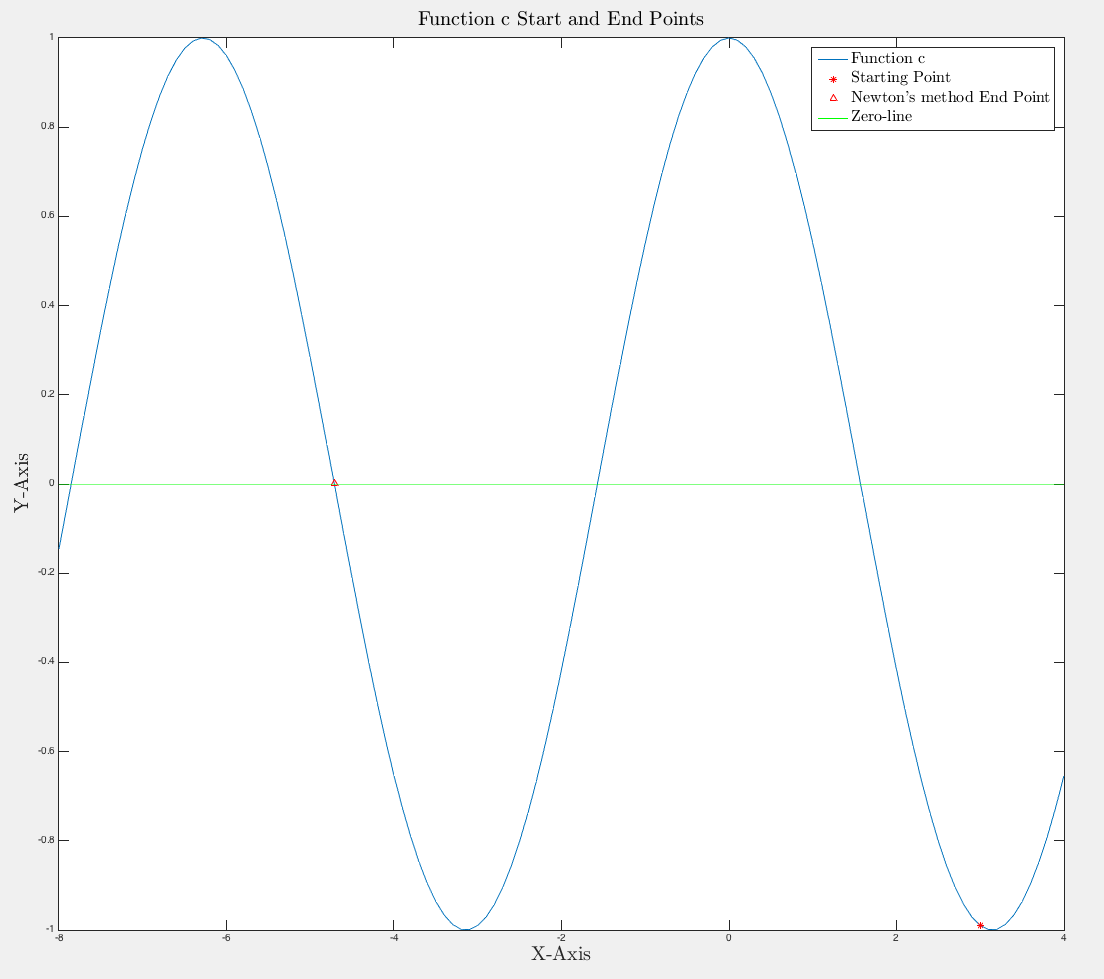 Function c Start and End Points
Function c
Starting Point
Newton's method End Point
Zero-line
Y-Axis
1
0.8
0.6
0.4
0.2
0
-0.2
-0.4
-0.6
-0.8
-1
-8 -6 -4 -2 0 2 4
X-Axis